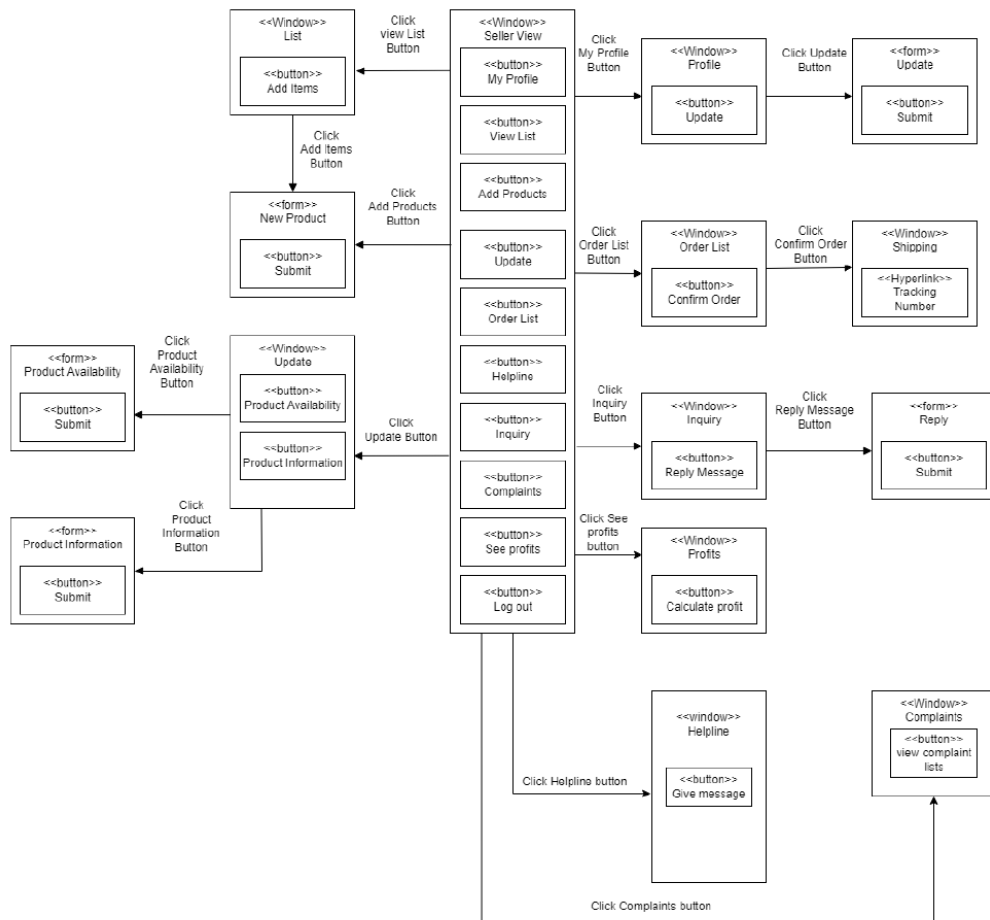 <<Window>>
List
<<button>>
Add Items
Click
view List
Button
<<Window>>
Seller View
<<button>>
My Profile
<<button>>
View List
<<button>>
Add Products
<<button>>
Update
<<button>>
Order List
<<button>>
Helpline
<<button>>
Inquiry
<<button>>
Complaints
<<button>>
See profits
<<button>>
Log out
Click
My Profile
Button
<<Window>>
Profile
<<button>>
Update
Click Update
Button
<<form>>
Update
<<button>>
Submit
Click
Add Items
Button
<<form>>
New Product
<<button>>
Submit
Click
Add Products
Button
Click
Order List
Button
<<Window>>
Order List
<<button>>
Confirm Order
Click
Confirm Order
Button
<<Window>>
Shipping
<<Hyperlink>>
Tracking
Number
<<form>>
Product Availability
<<button>>
Submit
Click
Product
Availability
Button
<<Window>>
Update
<<button>>
Product Availability
<<button>>
Product Information
Click
Update Button
Click
Inquiry
Button
<<Window>>
Inquiry
<<button>>
Reply Message
Click
Reply Message
Button
<<form>>
Reply
<<button>>
Submit
<<form>>
Product Information
<<button>>
Submit
Click
Product
Information
Button
Click See
profits
button
<<Window>>
Profits
<<button>>
Calculate profit
<<window>>
Helpline
<<button>>
Give message
Click Helpline button
<<Window>>
Complaints
<<button>>
view complaint
lists
Click Complaints button